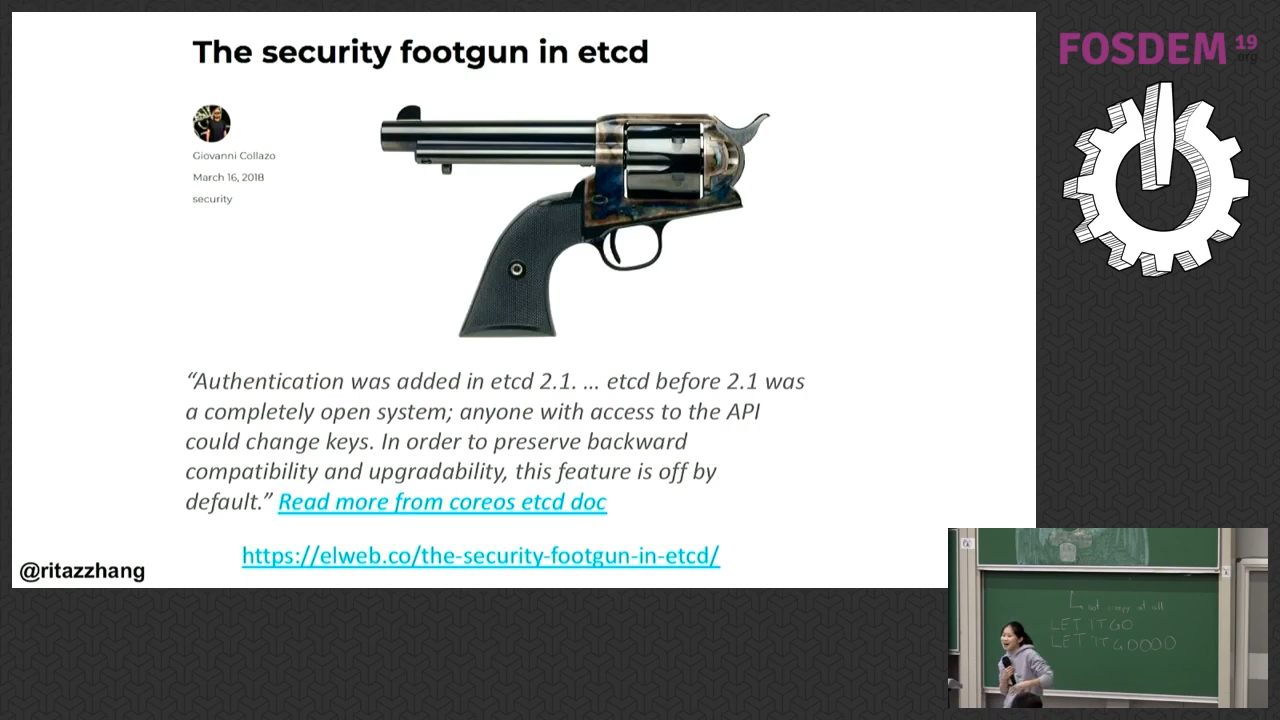 The security footgun in etcd
Giovanni Collazo
March 16, 2018
security
“Authentication was added in etcd 2.1. ... etcd before 2.1 was
a completely open system; anyone with access to the API
could change keys. In order to preserve backward
compatibility and upgradability, this feature is off by
default.” Read more from coreos etcd doc
https://elweb.co/the-security-footgun-in-etcd/
@ritazzhang
FOSDEM 19
.org
not at all
LET IT GO
LET IT GOOOO